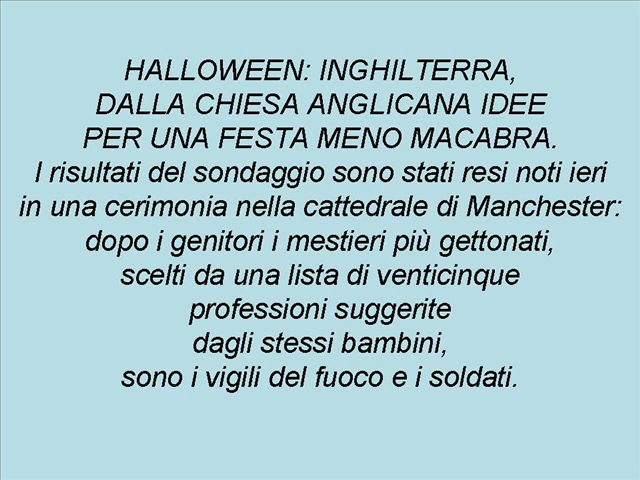 HALLOWEEN: INGHILTERRA,
DALLA CHIESA ANGLICANA IDEE
PER UNA FESTA MENO MACABRA.
I risultati del sondaggio sono stati resi noti ieri
in una cerimonia nella cattedrale di Manchester:
dopo i genitori i mestieri più gettonati,
scelti da una lista di venticinque
professioni suggerite
dagli stessi bambini,
sono i vigili del fuoco e i soldati.